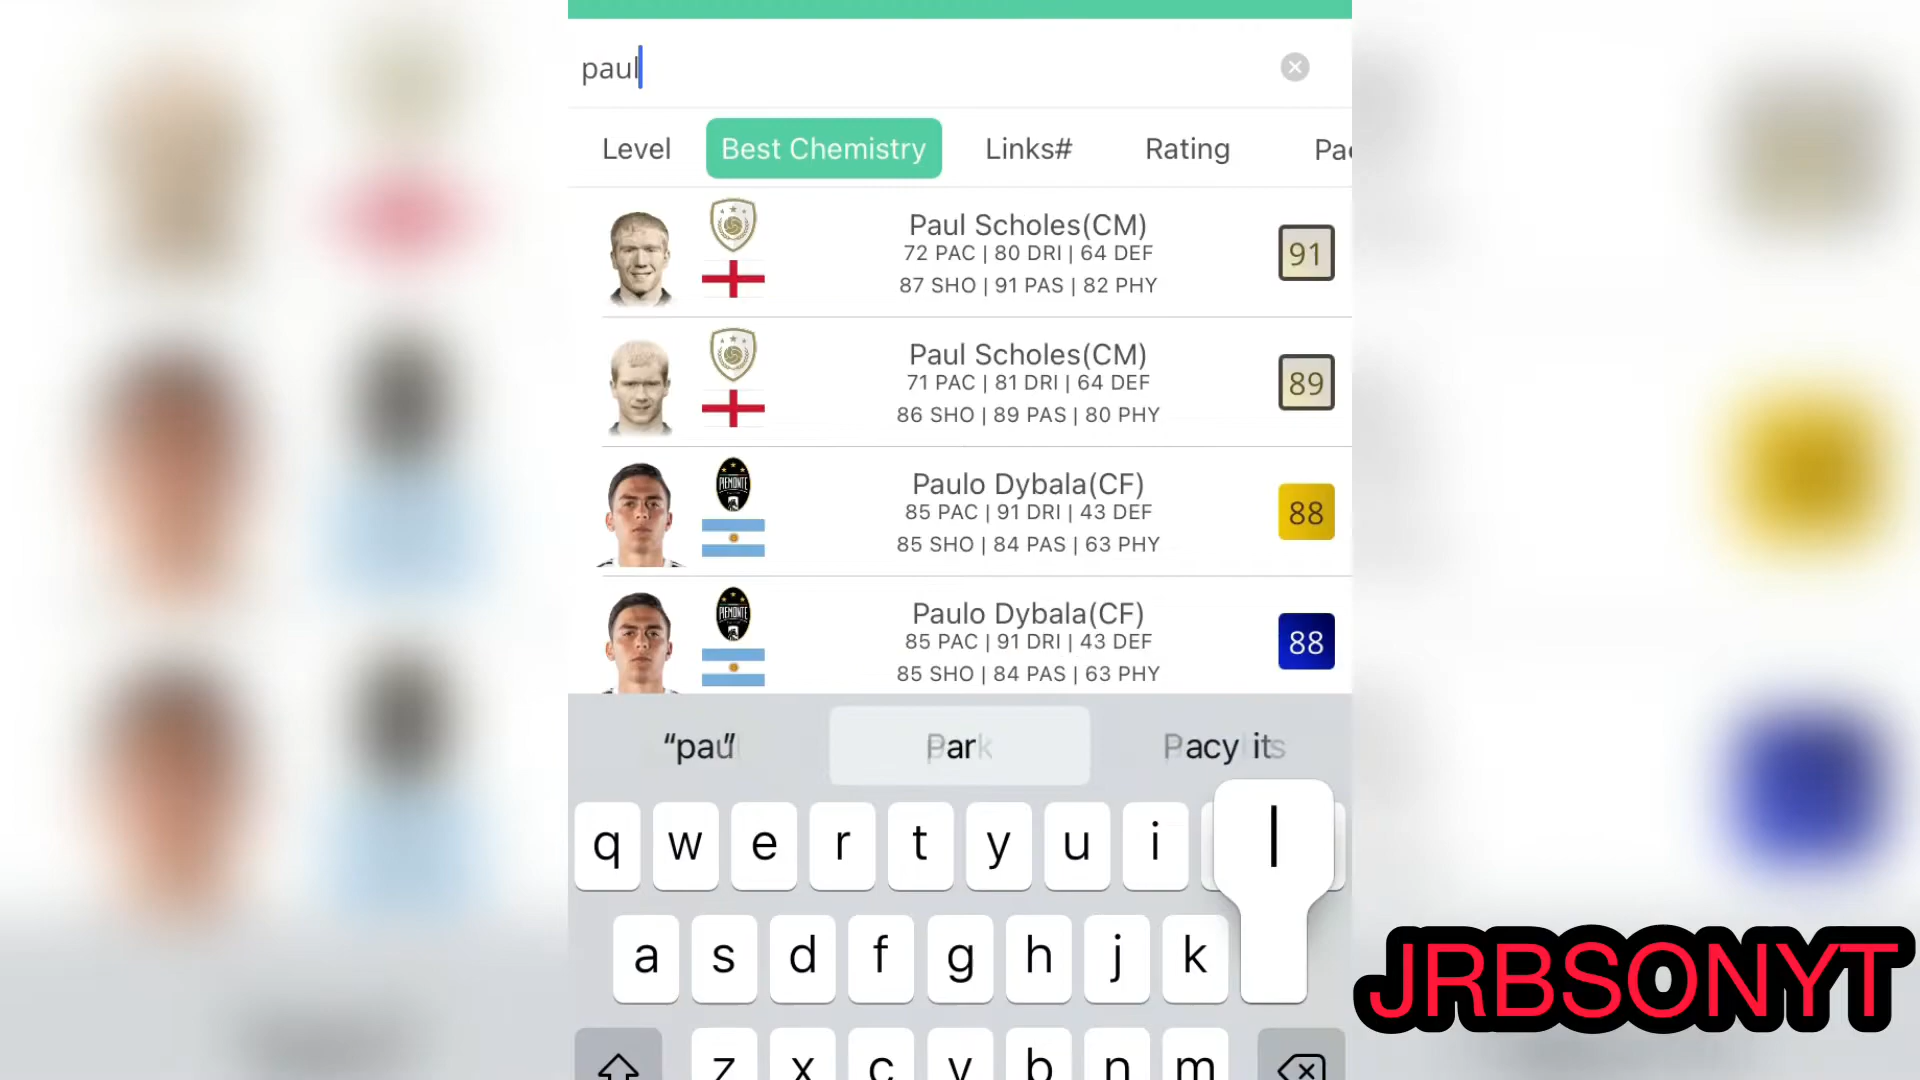 paul
Level Best Chemistry Links# Rating Pac
Paul Scholes(CM)
72 PAC | 80 DRI | 64 DEF
87 SHO | 91 PAS | 82 PHY
91
Paul Scholes(CM)
71 PAC | 81 DRI | 64 DEF
86 SHO | 89 PAS | 80 PHY
89
PIEMONTE
Paulo Dybala(CF)
85 PAC | 91 DRI | 43 DEF
85 SHO | 84 PAS | 63 PHY
88
PIEMONTE
Paulo Dybala(CF)
85 PAC | 91 DRI | 43 DEF
85 SHO | 84 PAS | 63 PHY
88
Park
q w e r t y u i
l
a s d f g h j k
z x c v b n m
JRBSONYT